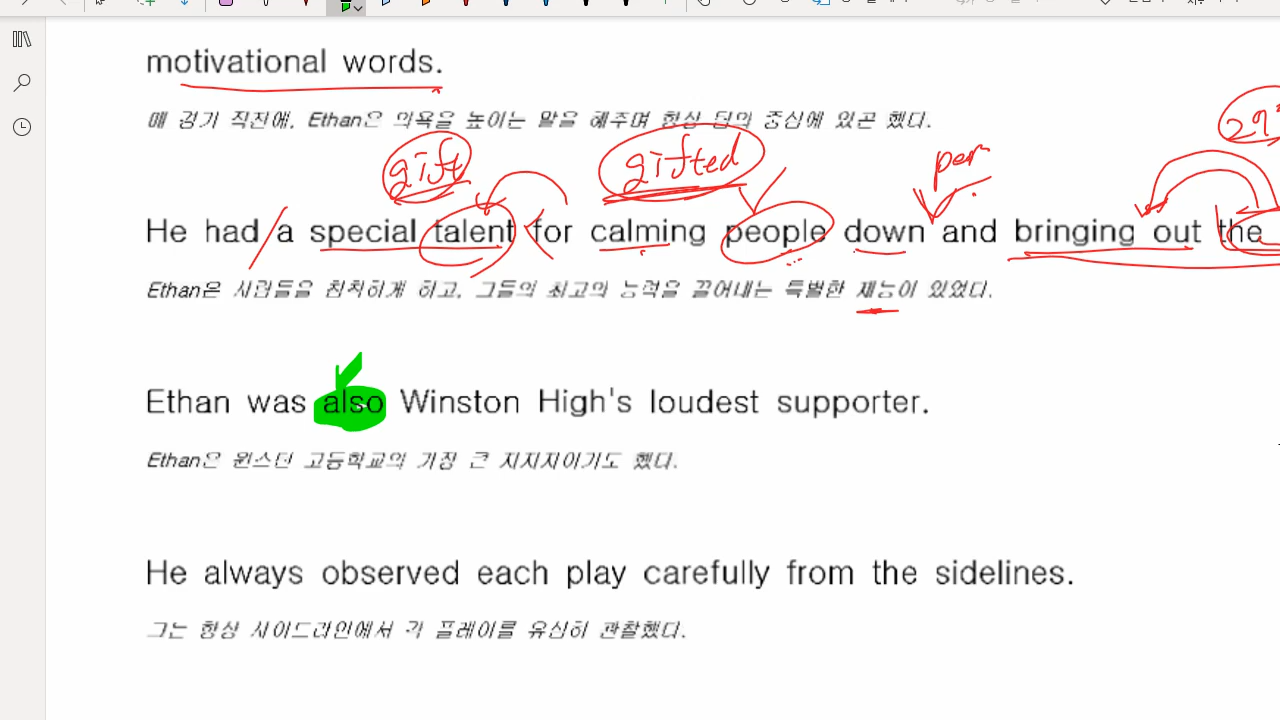 motivational words.
매 경기 직전에, Ethan은 의욕을 높이는 말을 해주며 항상 팀의 중심에 있곤 했다.
gift gifted
He had a special talent for calming people down and bringing out the
Ethan은 사람들을 침착하게 하고, 그들의 최고의 능력을 끌어내는 특별한 재능이 있었다.
Ethan was also Winston High's loudest supporter.
Ethan은 윈스턴 고등학교의 가장 큰 지지자이기도 했다.
He always observed each play carefully from the sidelines.
그는 항상 사이드라인에서 각 플레이를 유심히 관찰했다.